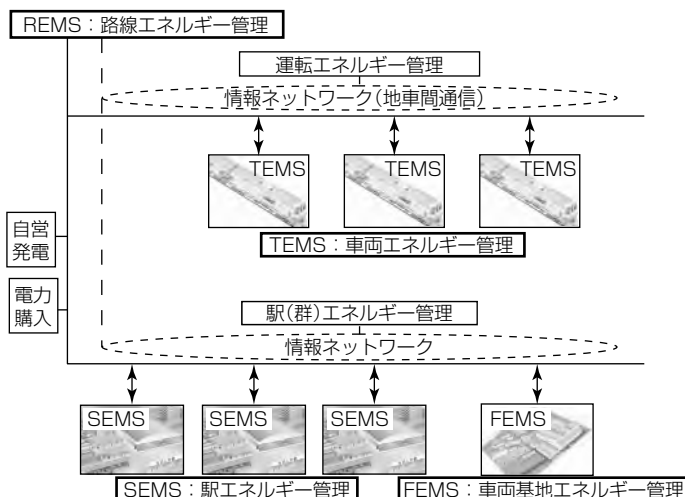 REMS：路線エネルギー管理
運転エネルギー管理
情報ネットワーク(地車間通信)
TEMS
TEMS
TEMS
TEMS：車両エネルギー管理
自営
発電
電力
購入
駅(群)エネルギー管理
情報ネットワーク
SEMS
SEMS
SEMS
FEMS
SEMS：駅エネルギー管理
FEMS：車両基地エネルギー管理